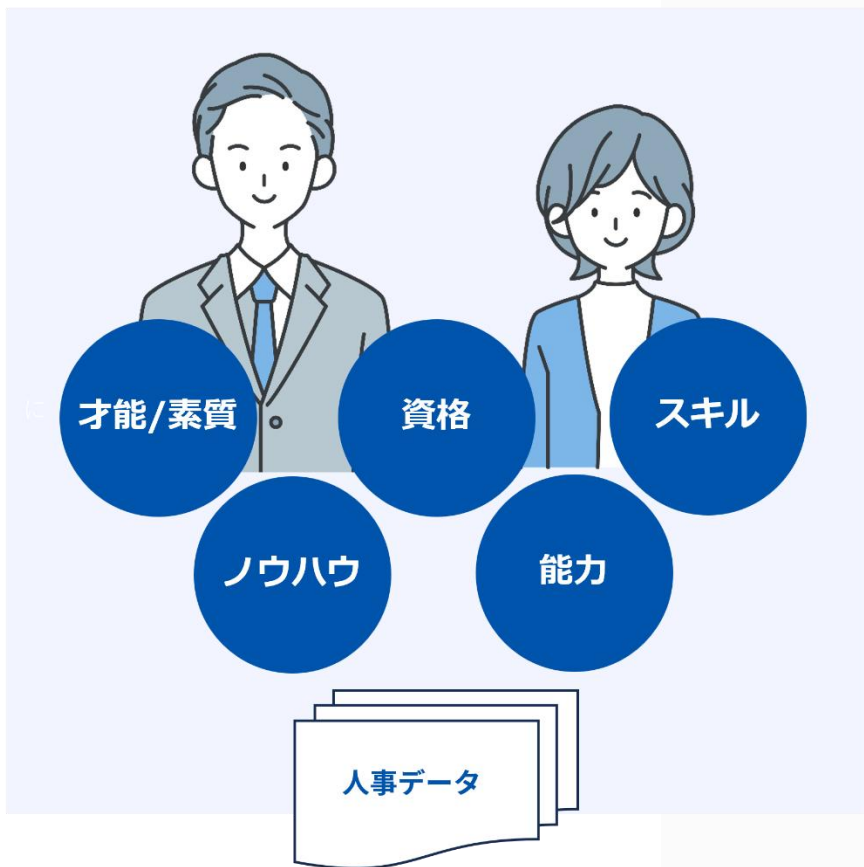 才能/素質
資格
スキル
に
ノウハウ
能力
人事データ